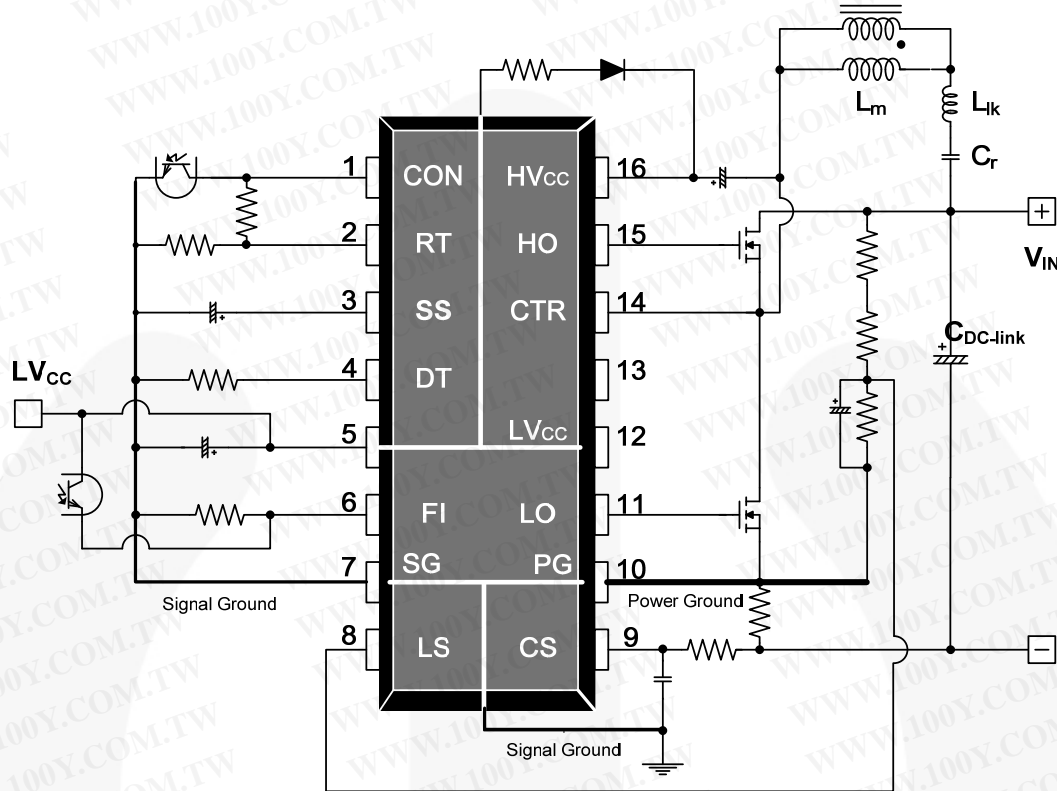 Lm
Llk
Cr
+
VIN
CDC-link
−
1
2
3
4
5
6
7
8
CON
RT
SS
DT
FI
SG
LS
HVCC
HO
CTR
LVCC
LO
PG
CS
16
15
14
13
12
11
10
9
LVCC
Signal Ground
Power Ground
Signal Ground
WWW.100Y.COM.TW